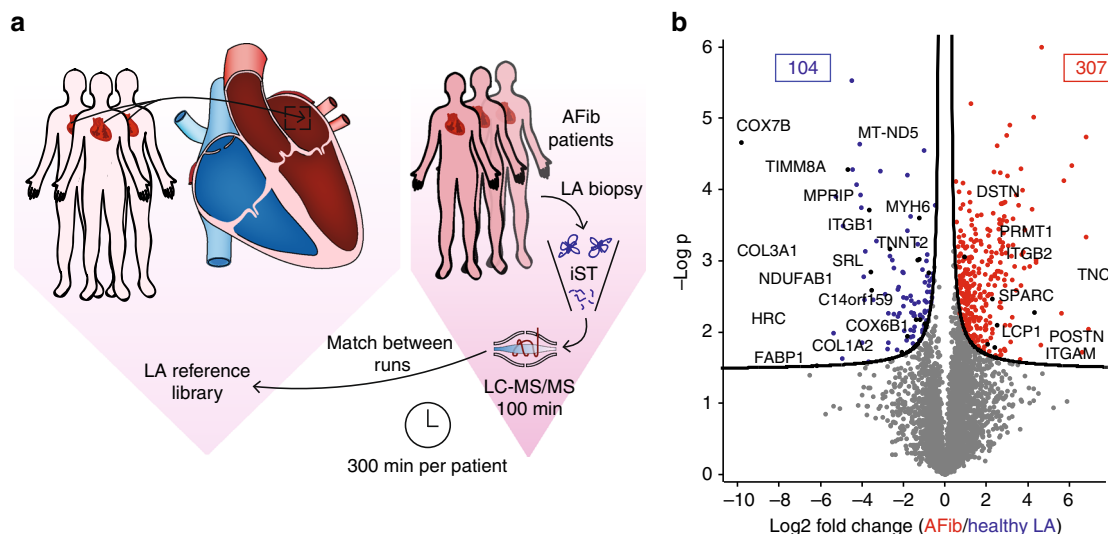 a
AFib
patients
LA biopsy
iST
LC-MS/MS
100 min
Match between
runs
LA reference
library
300 min per patient
b
6
5
4
3
2
1
0
–Log p
104
307
COX7B
MT-ND5
TIMM8A
MPRIP
MYH6
DSTN
ITGB1
TNNT2
PRMT1
COL3A1
SRL
ITGB2
NDUFAB1
TNC
C14orf159
SPARC
HRC
COX6B1
LCP1
POSTN
COL1A2
ITGAM
FABP1
–10 –8 –6 –4 –2 0 2 4 6
Log2 fold change (AFib/healthy LA)